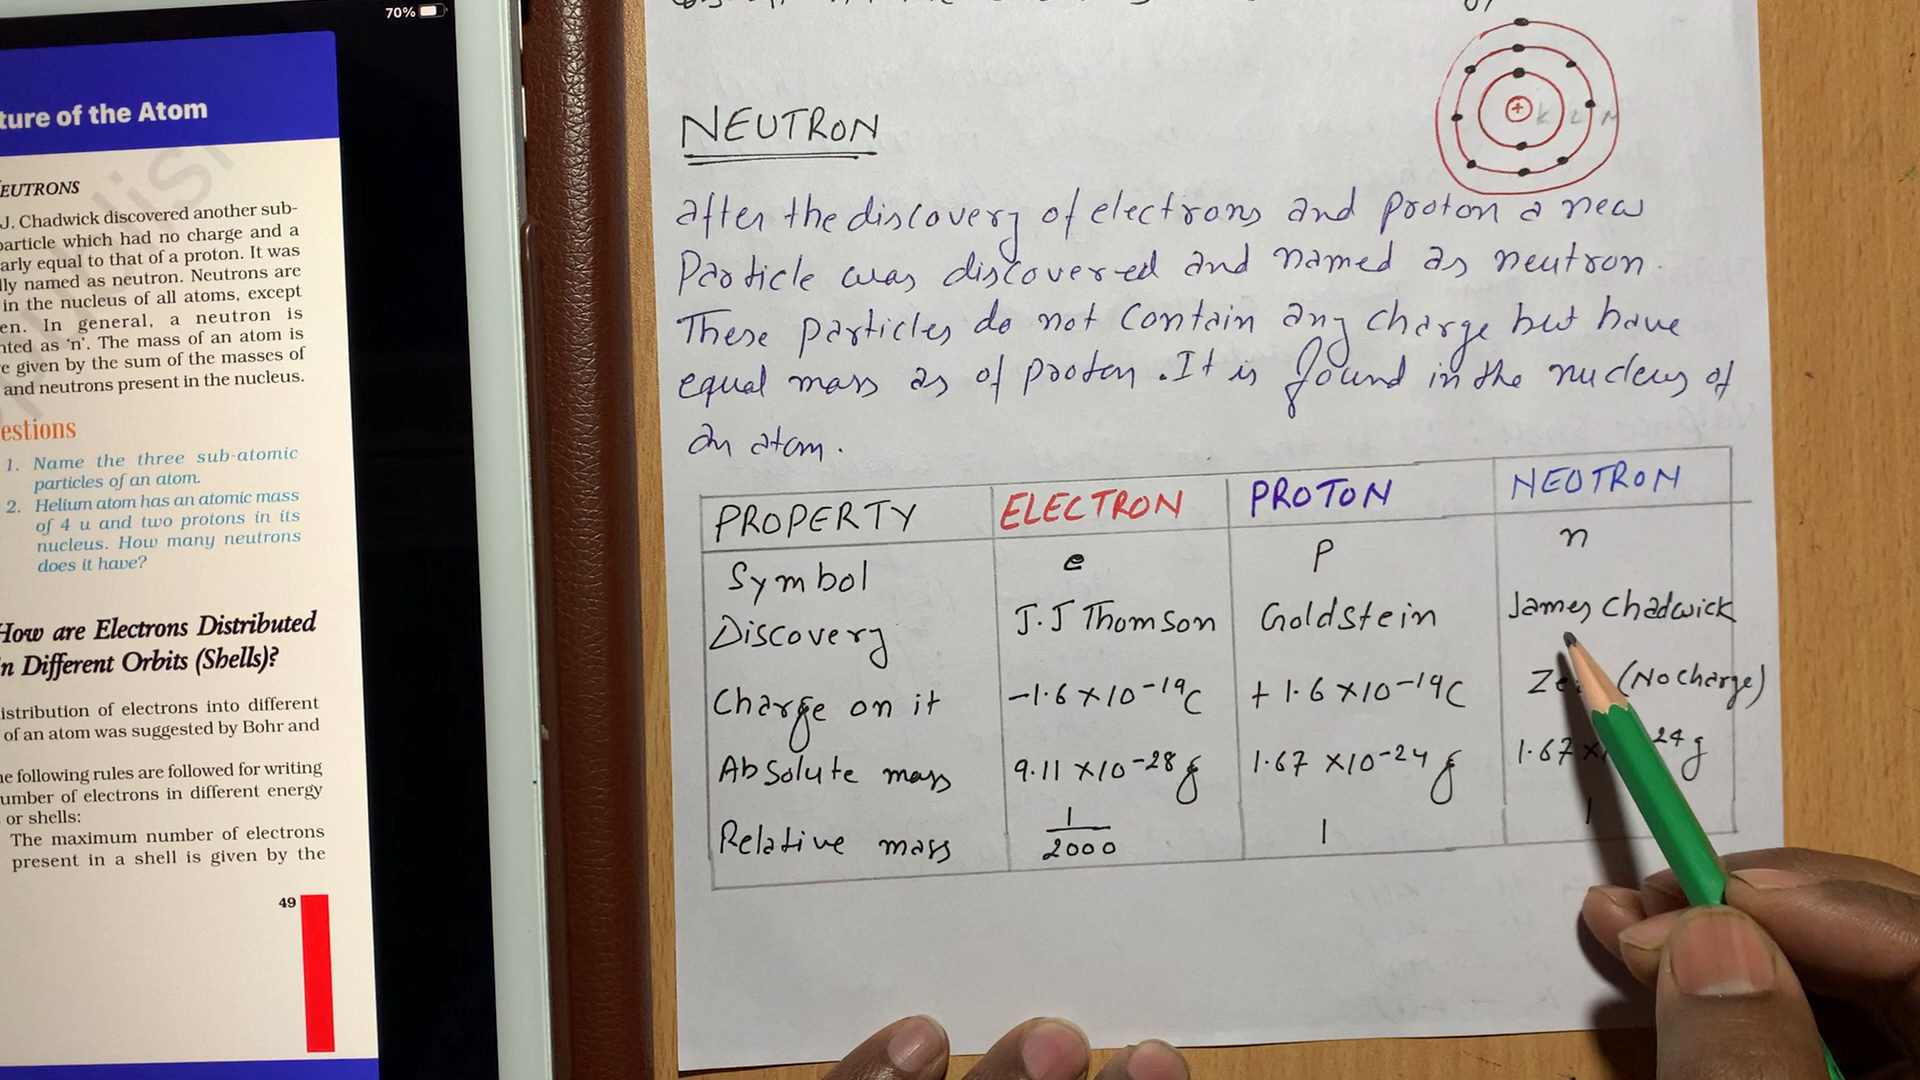 70%
ture of the Atom
EUTRONS
J. Chadwick discovered another sub-
particle which had no charge and a
arly equal to that of a proton. It was
lly named as neutron. Neutrons are
in the nucleus of all atoms, except
en. In general, a neutron is
nted as 'n'. The mass of an atom is
e given by the sum of the masses of
and neutrons present in the nucleus.
estions
1. Name the three sub-atomic
particles of an atom.
2. Helium atom has an atomic mass
of 4 u and two protons in its
nucleus. How many neutrons
does it have?
How are Electrons Distributed
n Different Orbits (Shells)?
istribution of electrons into different
of an atom was suggested by Bohr and
he following rules are followed for writing
umber of electrons in different energy
or shells:
The maximum number of electrons
present in a shell is given by the
49
+ K L M
NEUTRON
after the discovery of electrons and proton a new
Particle was discovered and named as neutron.
These particles do not contain any charge but have
equal mass as of proton. It is found in the nucleus of
an atom.
PROPERTY ELECTRON PROTON NEUTRON
Symbol e P n
Discovery J.J Thomson Goldstein James Chadwick
Charge on it -1.6 × 10-19C + 1.6 × 10-19C (No charge)
Absolute mass 9.11 × 10-28 g 1.67 × 10-24 g 1.67 × -24 g
Relative mass 1/2000 1 1